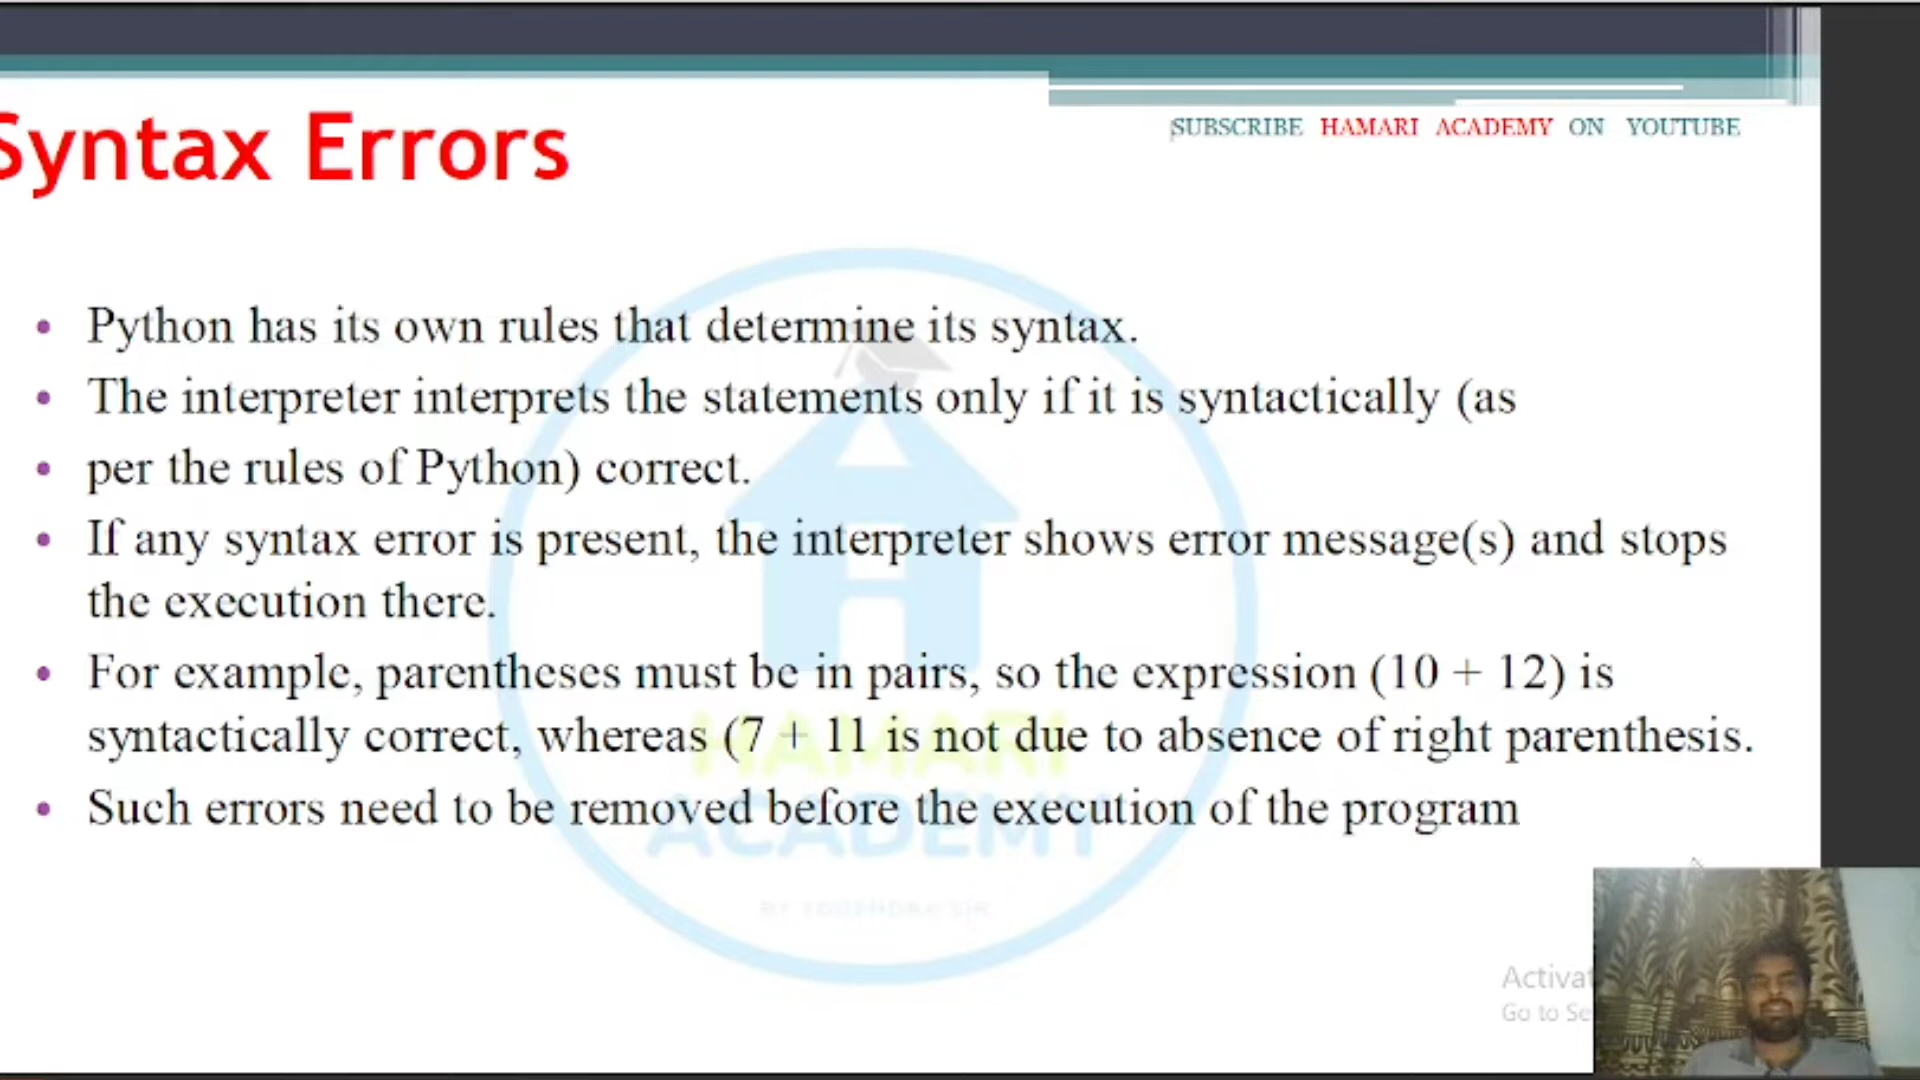 Syntax Errors
SUBSCRIBE HAMARI ACADEMY ON YOUTUBE
• Python has its own rules that determine its syntax.
• The interpreter interprets the statements only if it is syntactically (as
• per the rules of Python) correct.
• If any syntax error is present, the interpreter shows error message(s) and stops
the execution there.
• For example, parentheses must be in pairs, so the expression (10 + 12) is
syntactically correct, whereas (7 + 11 is not due to absence of right parenthesis.
• Such errors need to be removed before the execution of the program
HAMARI
ACADEMY
Activat
Go to Se